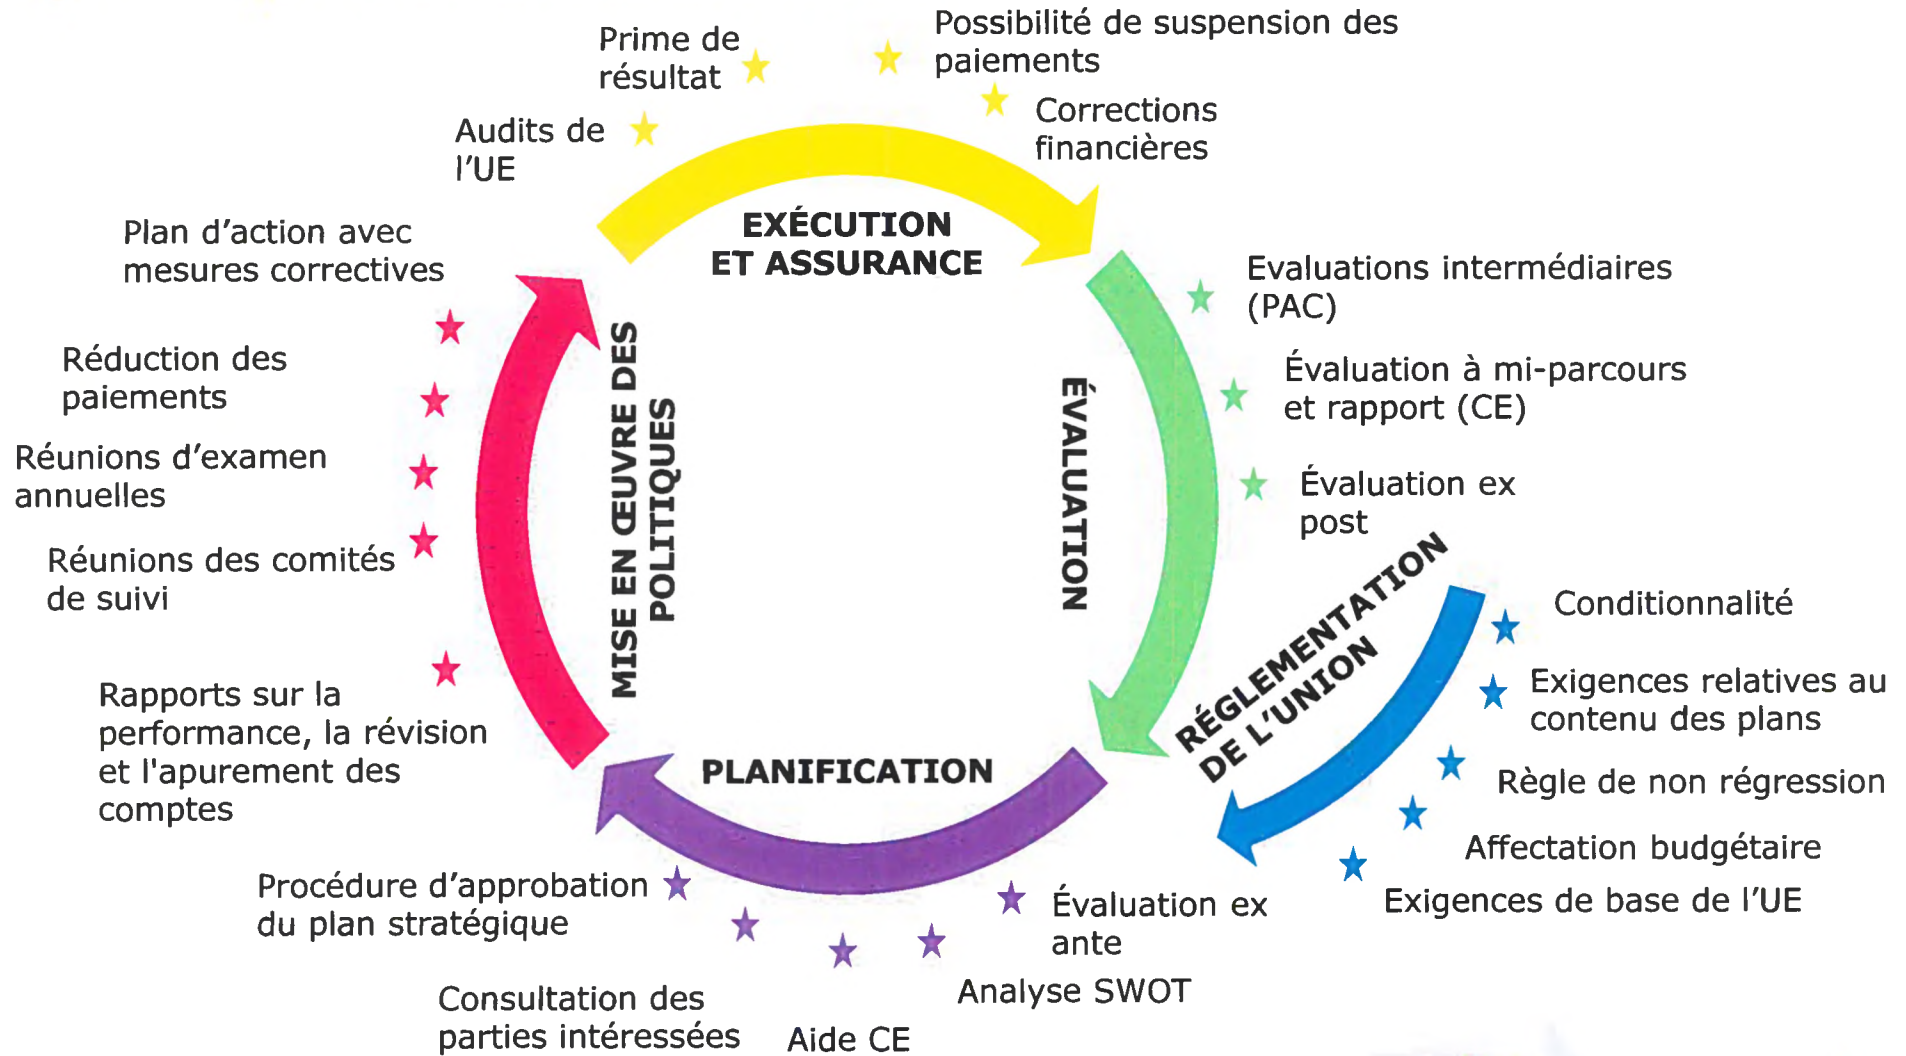 Prime de
résultat
Possibilité de suspension des
paiements
Audits de
l'UE
Corrections
financières
EXÉCUTION
ET ASSURANCE
Plan d'action avec
mesures correctives
Réduction des
paiements
Réunions d'examen
annuelles
Réunions des comités
de suivi
Rapports sur la
performance, la révision
et l'apurement des
comptes
MISE EN ŒUVRE DES
POLITIQUES
Evaluations intermédiaires
(PAC)
Évaluation à mi-parcours
et rapport (CE)
Évaluation ex
post
ÉVALUATION
RÉGLEMENTATION
DE L'UNION
Conditionnalité
Exigences relatives au
contenu des plans
Règle de non régression
Affectation budgétaire
Exigences de base de l'UE
PLANIFICATION
Procédure d'approbation
du plan stratégique
Consultation des
parties intéressées
Aide CE
Analyse SWOT
Évaluation ex
ante